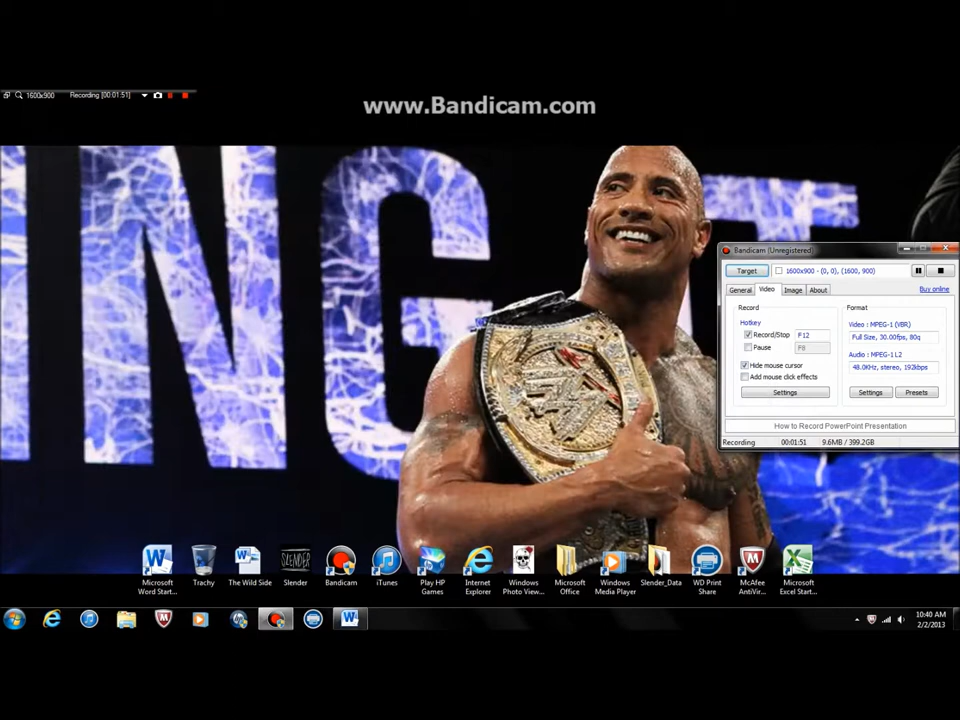 1600x900 Recording [00:01:51]
www.Bandicam.com
ING
Bandicam (Unregistered)
Target
1600x900 - (0, 0), (1600, 900)
General Video Image About
Buy online
Record
Hotkey
Record/Stop F12
Pause F8
Hide mouse cursor
Add mouse click effects
Settings
Format
Video : MPEG-1 (VBR)
Full Size, 30.00fps, 80q
Audio : MPEG-1 L2
48.0KHz, stereo, 192kbps
Settings Presets
How to Record PowerPoint Presentation
Recording 00:01:51 9.6MB / 399.2GB
SLENDER
Microsoft Word Start...
Trachy
The Wild Side
Slender
Bandicam
iTunes
Play HP Games
Internet Explorer
Windows Photo View...
Microsoft Office
Windows Media Player
Slender_Data
WD Print Share
McAfee AntiVir...
Microsoft Excel Start...
10:40 AM
2/2/2013